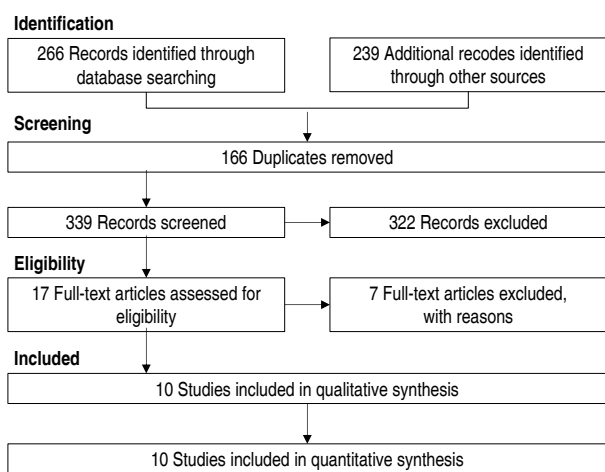 Identification
266 Records identified through
database searching
239 Additional recodes identified
through other sources
Screening
166 Duplicates removed
339 Records screened
322 Records excluded
Eligibility
17 Full-text articles assessed for
eligibility
7 Full-text articles excluded,
with reasons
Included
10 Studies included in qualitative synthesis
10 Studies included in quantitative synthesis